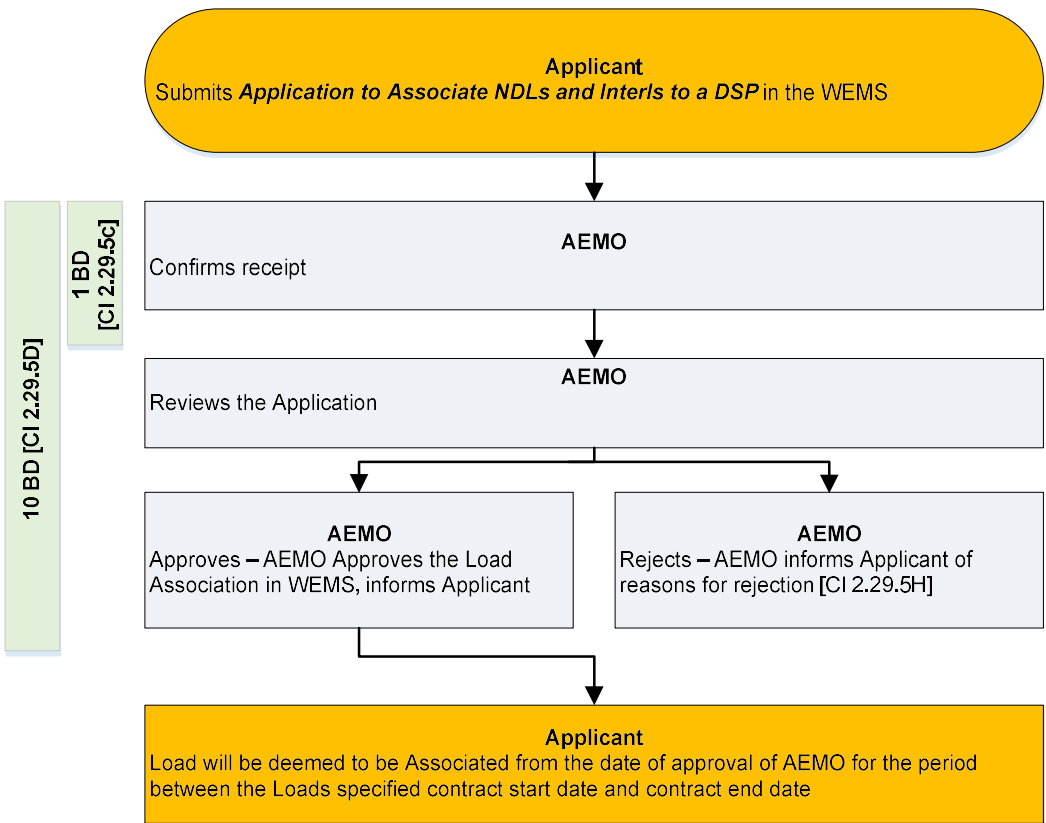 Applicant
Submits Application to Associate NDLs and Interls to a DSP in the WEMS
1 BD
[Cl 2.29.5c]
AEMO
Confirms receipt
10 BD [Cl 2.29.5D]
AEMO
Reviews the Application
AEMO
Approves – AEMO Approves the Load
Association in WEMS, informs Applicant
AEMO
Rejects – AEMO informs Applicant of
reasons for rejection [Cl 2.29.5H]
Applicant
Load will be deemed to be Associated from the date of approval of AEMO for the period
between the Loads specified contract start date and contract end date